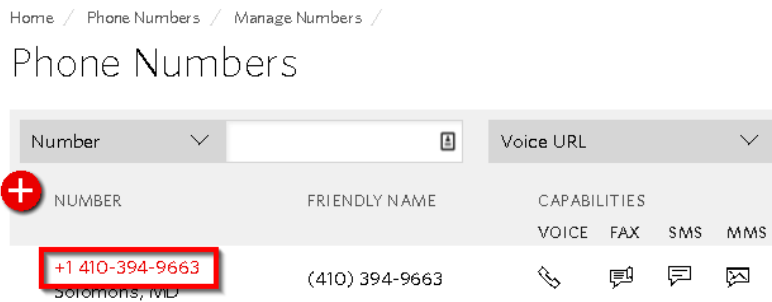 Home / Phone Numbers / Manage Numbers /
Phone Numbers
Number Voice URL
NUMBER FRIENDLY NAME CAPABILITIES
VOICE FAX SMS MMS
+1 410-394-9663 (410) 394-9663
Solomons, MD